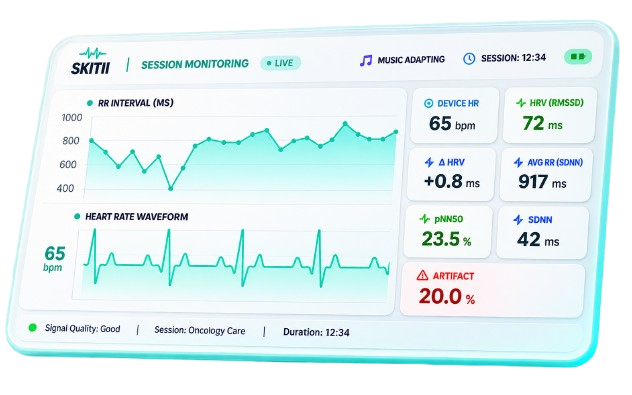 SKITII
SESSION MONITORING
LIVE
MUSIC ADAPTING
SESSION: 12:34
RR INTERVAL (MS)
1000
800
600
400
HEART RATE WAVEFORM
65
bpm
DEVICE HR
65 bpm
HRV (RMSSD)
72 ms
Δ HRV
+0.8 ms
AVG RR (SDNN)
917 ms
pNN50
23.5 %
SDNN
42 ms
ARTIFACT
20.0 %
Signal Quality: Good | Session: Oncology Care | Duration: 12:34